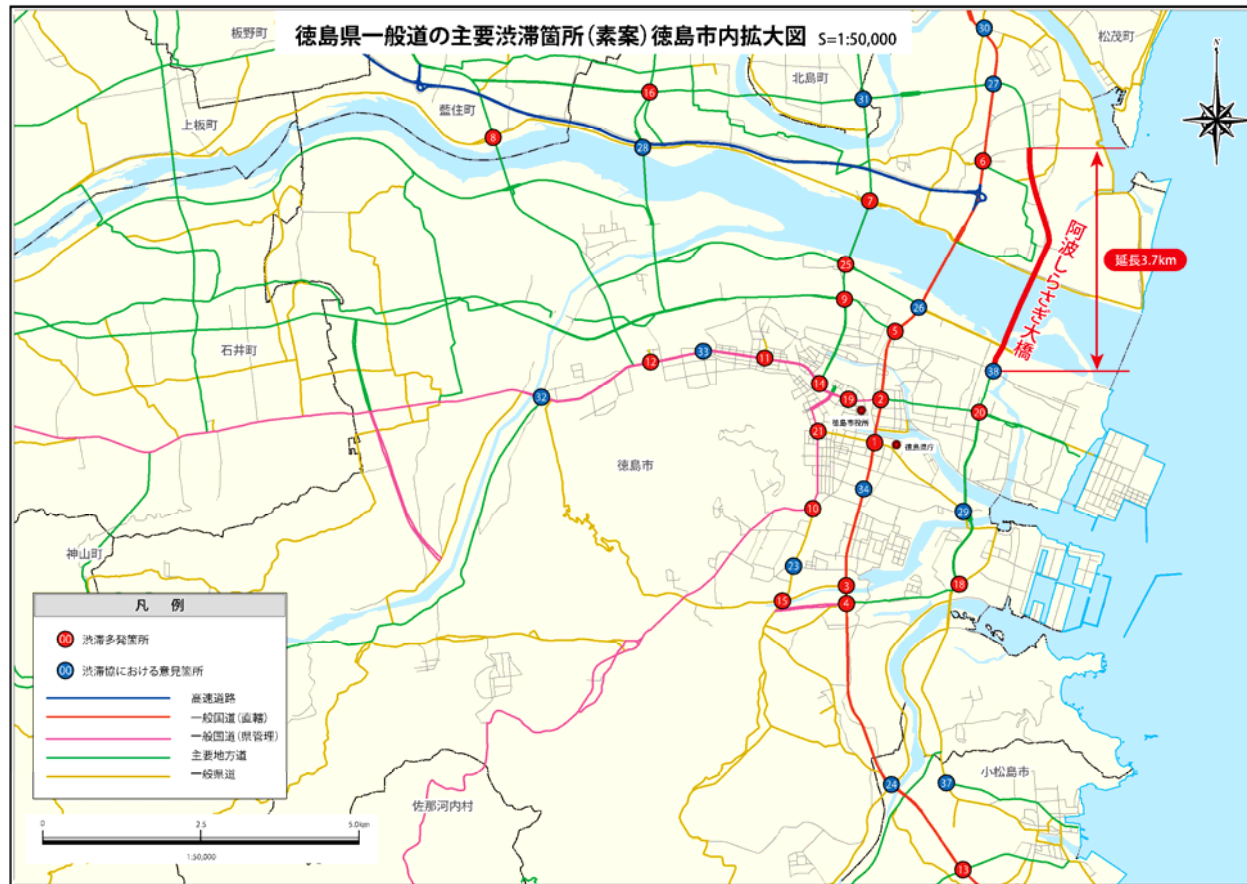 徳島県一般道の主要渋滞箇所(素案)徳島市内拡大図 S=1:50,000
板野町
松茂町
北島町
藍住町
上板町
N
30
27
31
16
8
28
6
7
阿波しらさぎ大橋
延長3.7km
25
9
26
5
石井町
12
33
11
38
14
32
19
2
20
徳島市役所
21
1
徳島県庁
徳島市
34
29
10
神山町
23
3
18
15
4
凡 例
00 渋滞多発箇所
00 渋滞協における意見箇所
高速道路
一般国道(直轄)
一般国道(県管理)
主要地方道
一般県道
小松島市
24
37
佐那河内村
0 2.5 5.0km
1:50,000
13